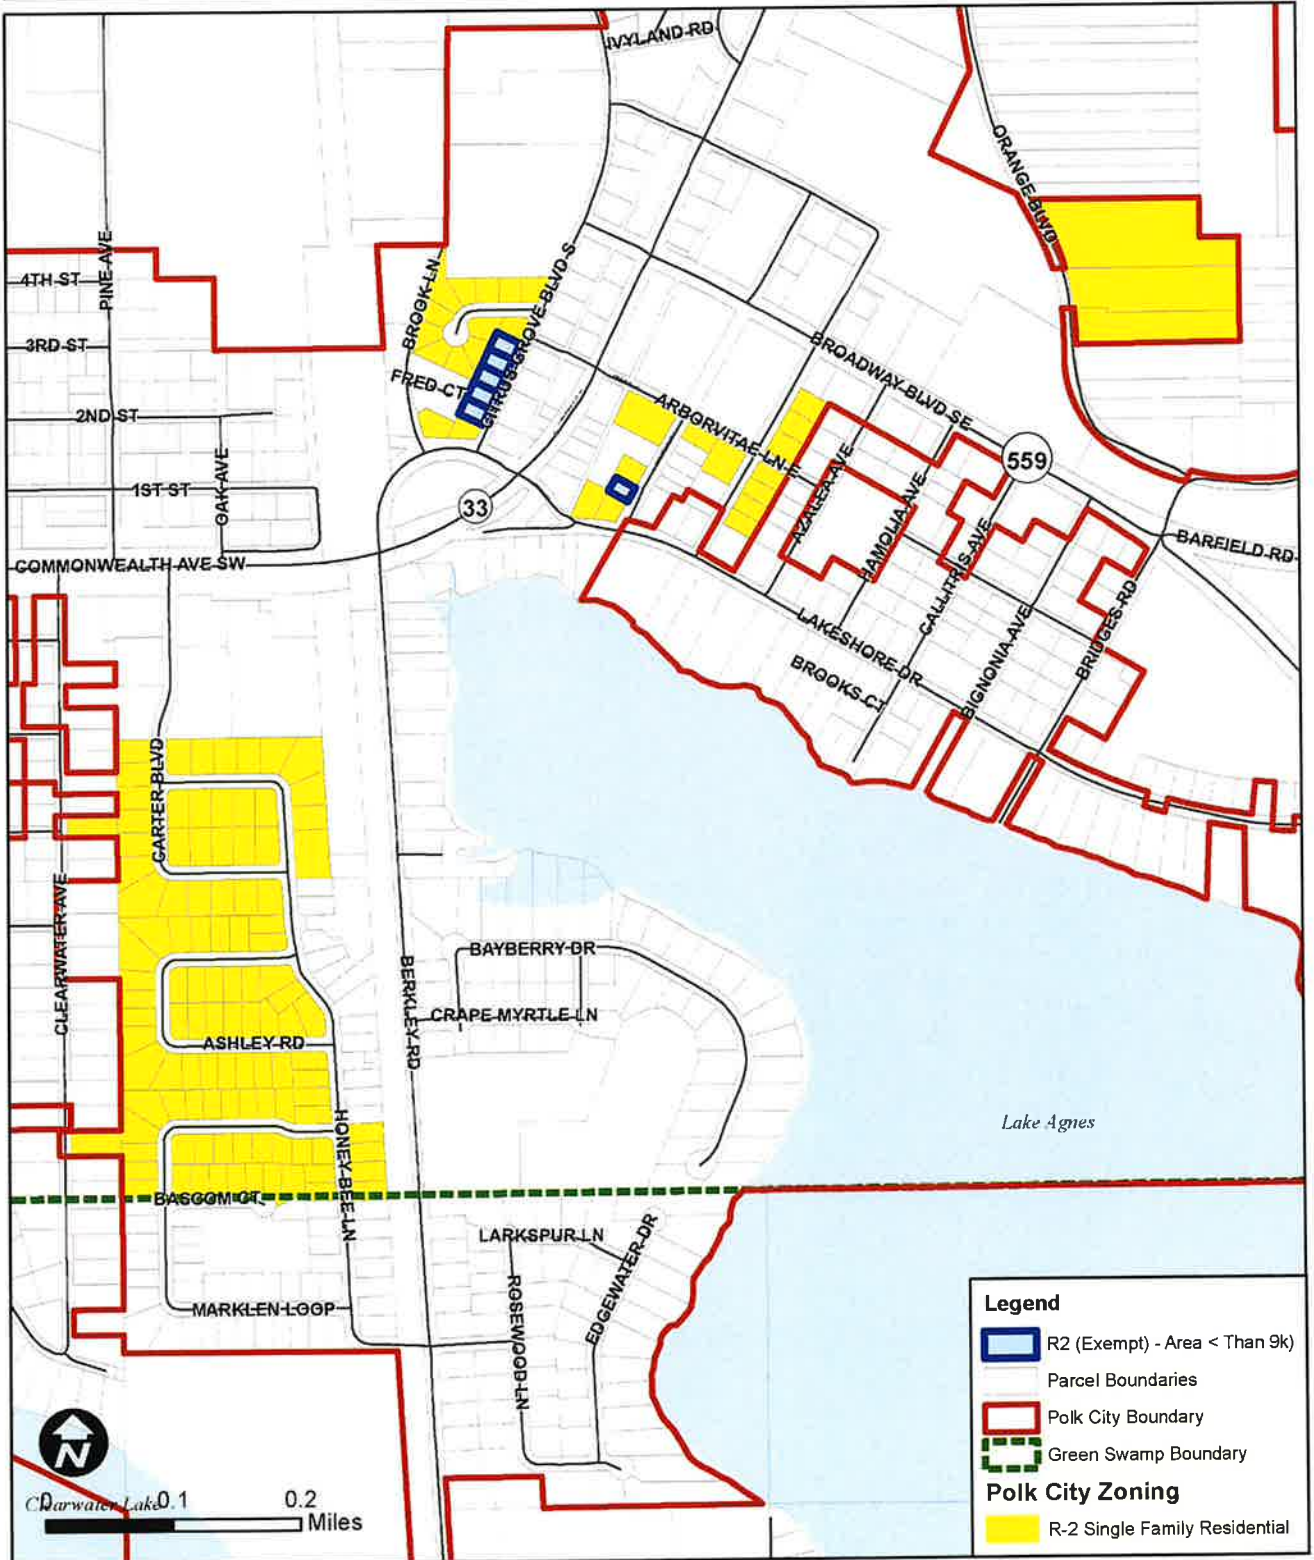 IVYLAND RD
ORANGE BLVD
PINE AVE
4TH ST
3RD ST
2ND ST
1ST ST
OAK AVE
BROOK LN
FRED CT
CITRUS GROVE BLVD S
BROADWAY BLVD SE
ARBORVITAE LN E
559
33
AZALEA AVE
HAMOLIA AVE
CALLITRIS AVE
BIGNONIA AVE
BRIDGES RD
BARFIELD RD
COMMONWEALTH AVE SW
LAKESHORE DR
BROOKS CT
CARTER BLVD
CLEARWATER AVE
BERKLEY RD
BAYBERRY DR
CRAPE MYRTLE LN
ASHLEY RD
HONEY BEE LN
Lake Agnes
BASCOM CT
LARKSPUR LN
EDGEWATER DR
ROSEWOOD LN
MARKLEN LOOP
N
Clearwater Lake
0 0.1 0.2
Miles
Legend
R2 (Exempt) - Area < Than 9k)
Parcel Boundaries
Polk City Boundary
Green Swamp Boundary
Polk City Zoning
R-2 Single Family Residential